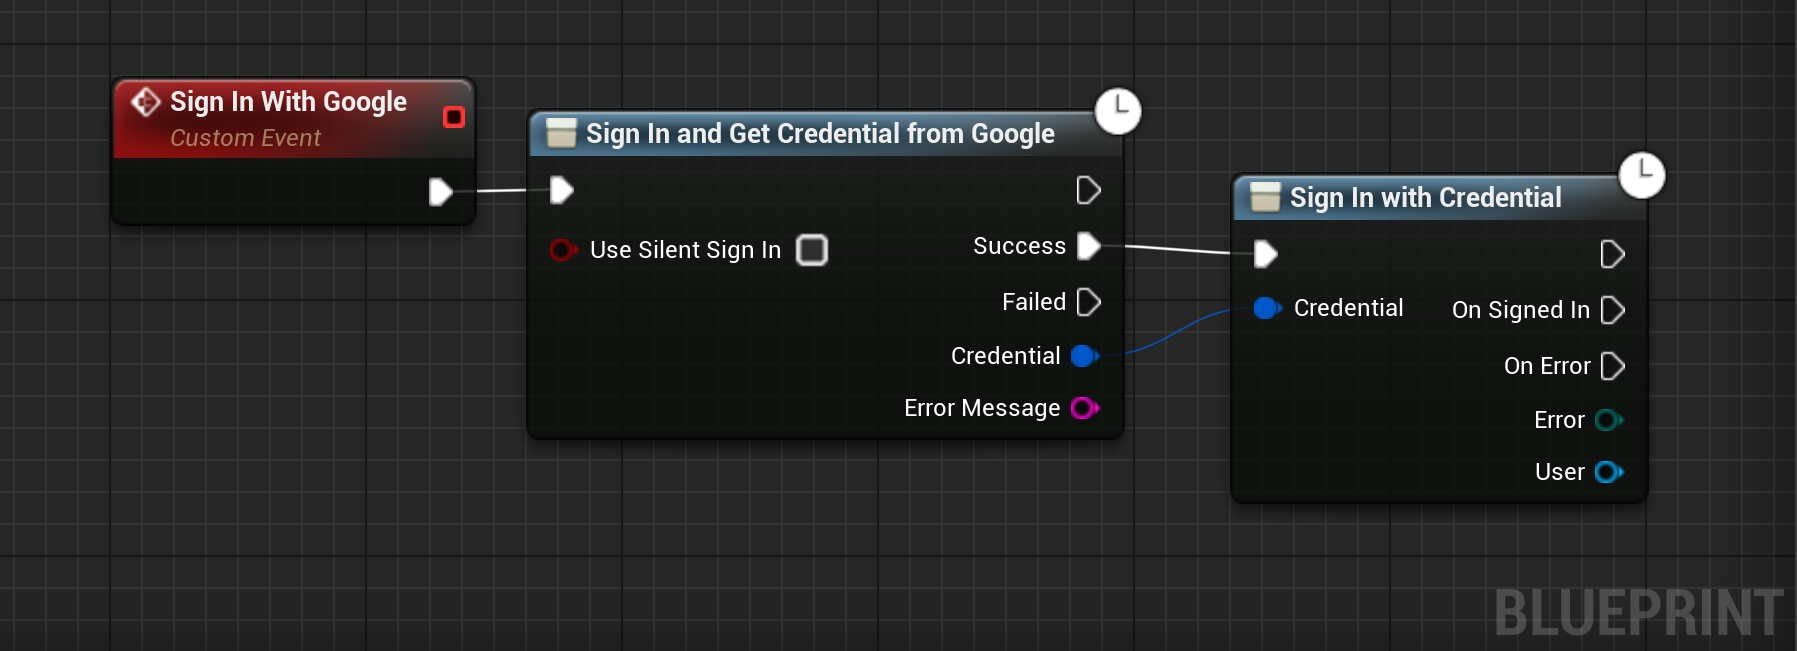 Sign In With Google
Custom Event
Sign In and Get Credential from Google
Use Silent Sign In
Success
Failed
Credential
Error Message
Sign In with Credential
Credential
On Signed In
On Error
Error
User
BLUEPRINT